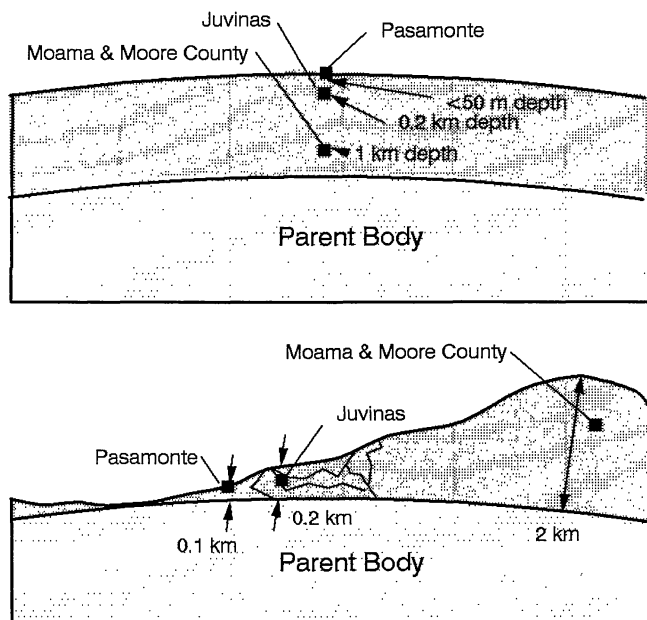 Juvinas
Pasamonte
Moama & Moore County
<50 m depth
0.2 km depth
1 km depth
Parent Body
Moama & Moore County
Juvinas
Pasamonte
0.2 km
0.1 km
2 km
Parent Body